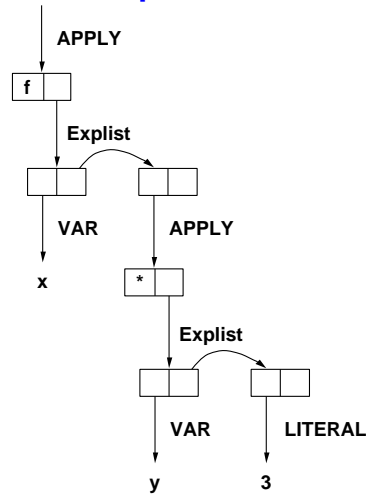 APPLY
f
Explist
VAR APPLY
x
*
Explist
VAR LITERAL
y 3